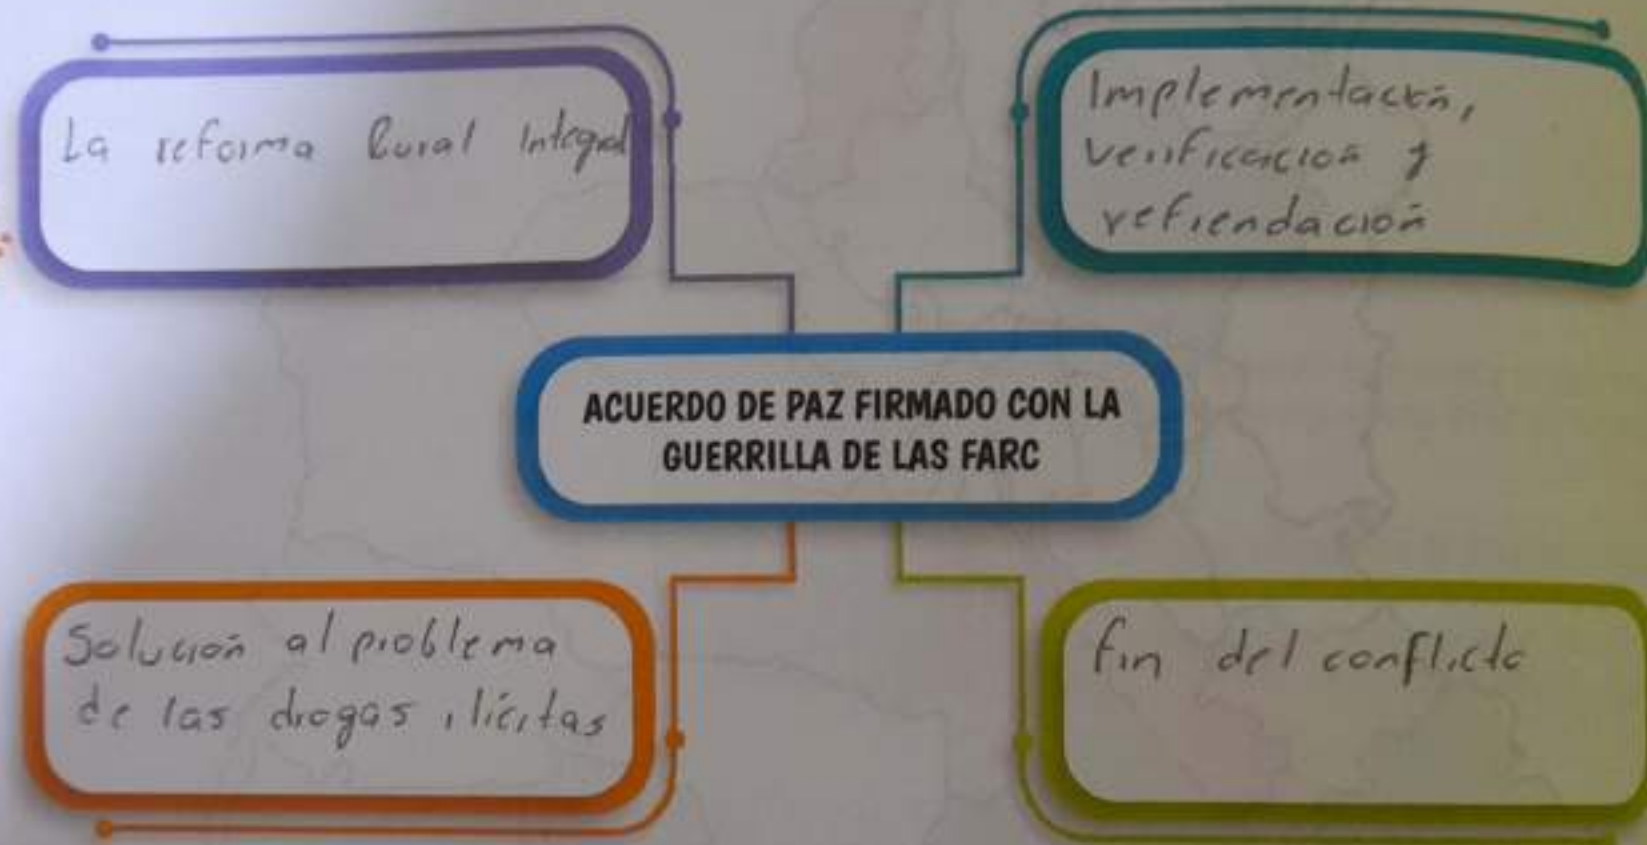 La reforma Rural Integral
Implementación,
verificación y
refrendación
ACUERDO DE PAZ FIRMADO CON LA
GUERRILLA DE LAS FARC
Solución al problema
de las drogas ilícitas
fin del conflicto